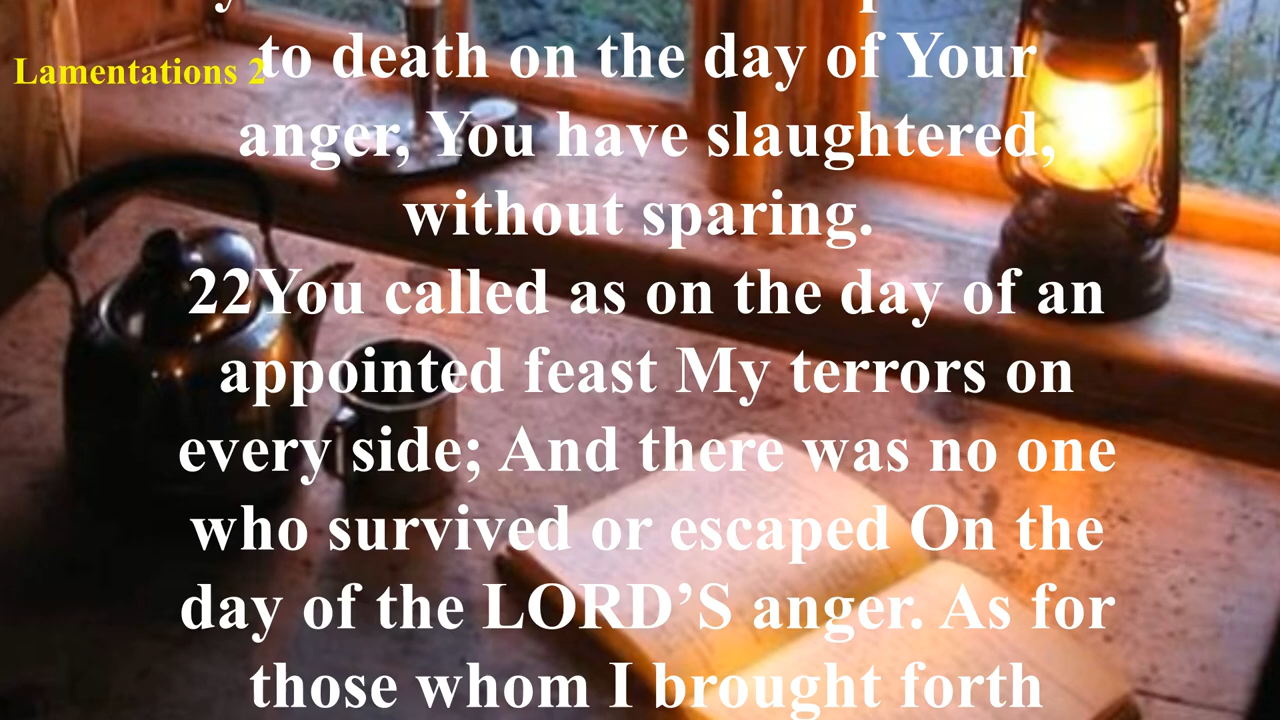 Lamentations 2
to death on the day of Your
anger, You have slaughtered,
without sparing.
22You called as on the day of an
appointed feast My terrors on
every side; And there was no one
who survived or escaped On the
day of the LORD’S anger. As for
those whom I brought forth